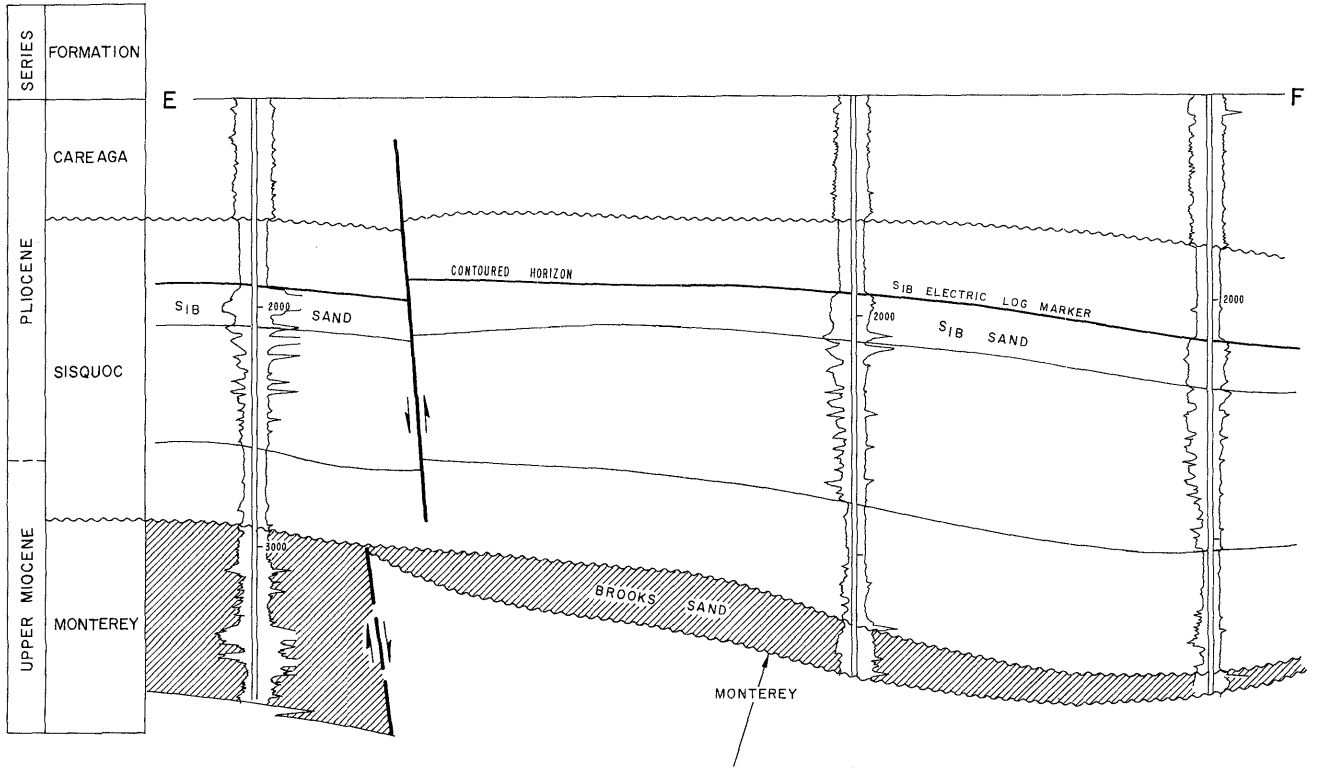 SERIES
FORMATION
E
F
CAREAGA
PLIOCENE
CONTOURED HORIZON
S1B ELECTRIC LOG MARKER
S1B SAND
2000
2000
2000
S1B SAND
SISQUOC
3000
UPPER MIOCENE
MONTEREY
BROOKS SAND
MONTEREY